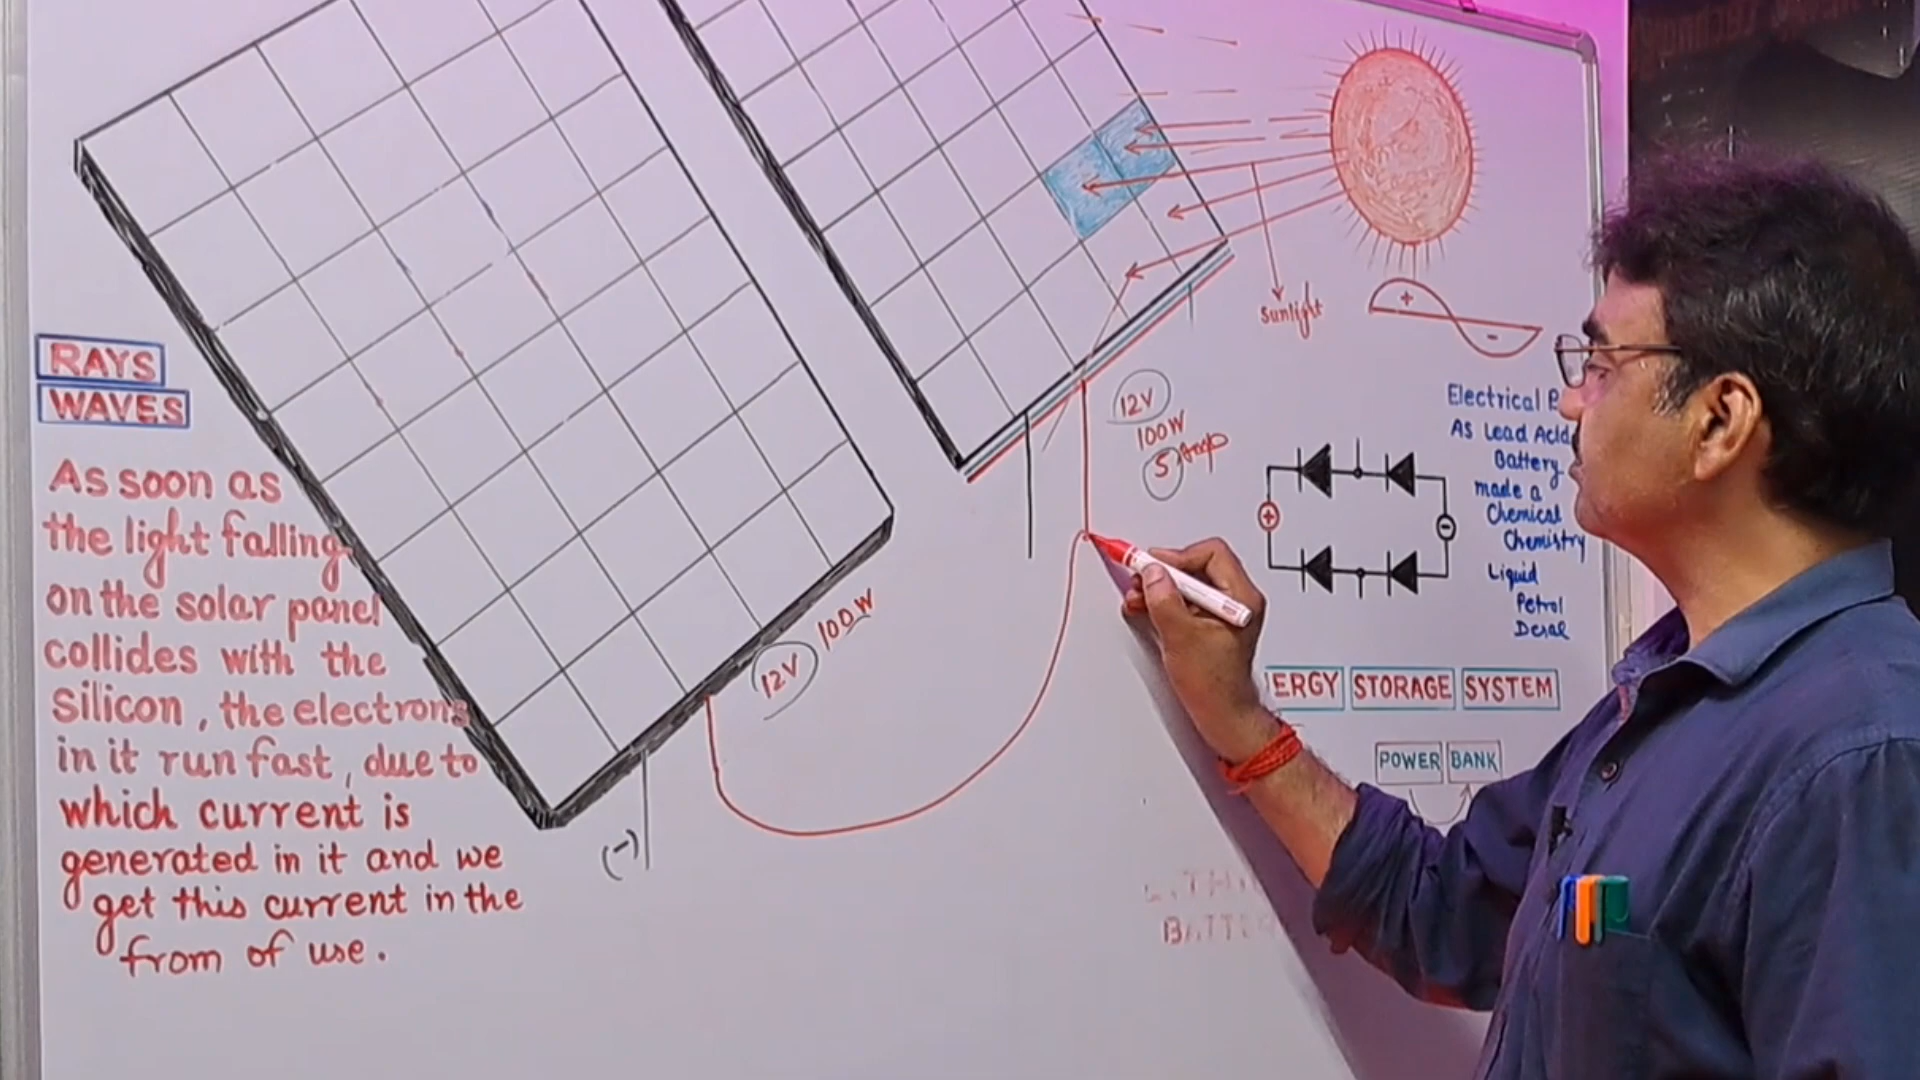 RAYS
WAVES
As soon as
the light falling
on the solar panel
collides with the
silicon, the electrons
in it run fast, due to
which current is
generated in it and we
get this current in the
from of use.
(-)
12V 100W
12V
100W
5 Amp
Sunlight
+
-
+
-
Electrical
As Lead Acid
Battery
made a
Chemical
Chemistry
Liquid
Petrol
Desal
ERGY STORAGE SYSTEM
POWER BANK